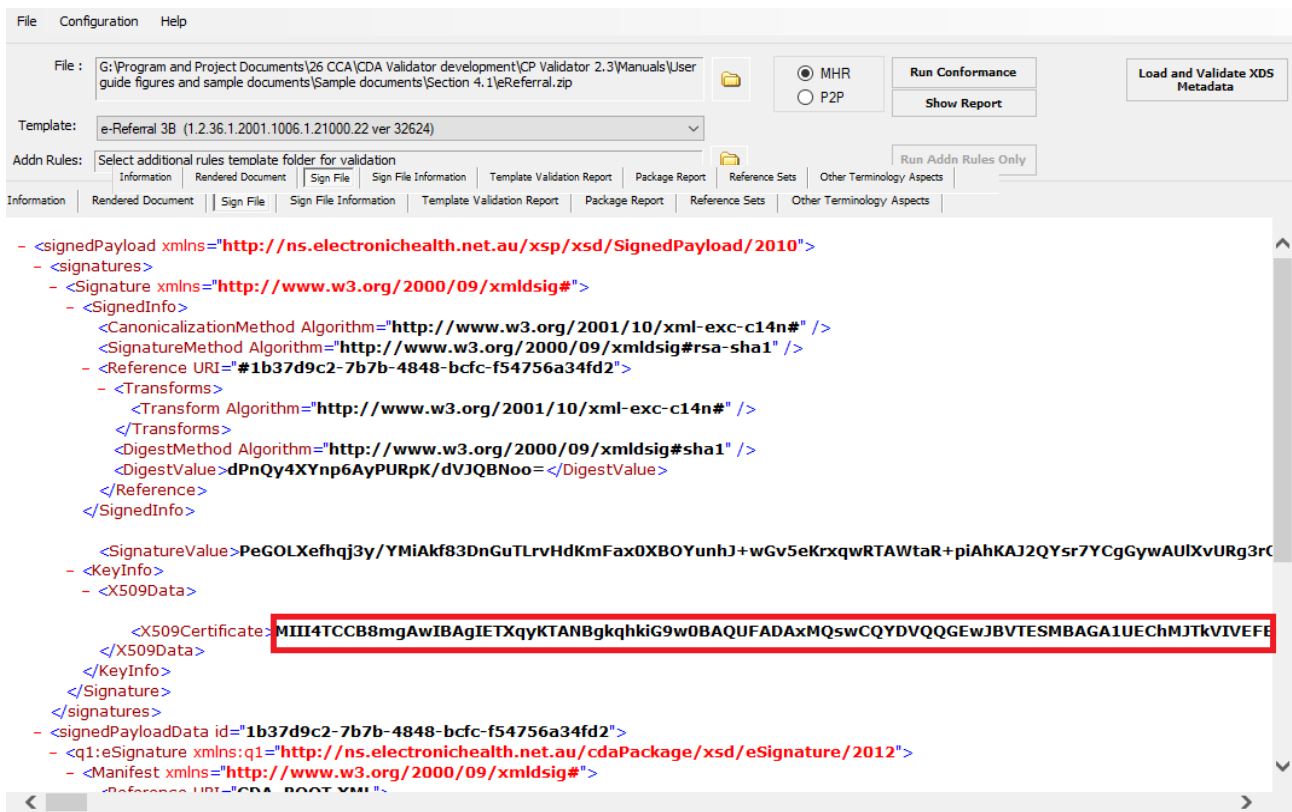 File Configuration Help
File : G:\Program and Project Documents\26 CCA\CDA Validator development\CP Validator 2.3\Manuals\User
guide figures and sample documents\Sample documents\Section 4.1\eReferral.zip
MHR
P2P
Run Conformance
Show Report
Load and Validate XDS
Metadata
Template: e-Referral 3B (1.2.36.1.2001.1006.1.21000.22 ver 32624)
Addn Rules: Select additional rules template folder for validation
Run Addn Rules Only
Information Rendered Document Sign File Sign File Information Template Validation Report Package Report Reference Sets Other Terminology Aspects
Information Rendered Document Sign File Sign File Information Template Validation Report Package Report Reference Sets Other Terminology Aspects
- <signedPayload xmlns="http://ns.electronichealth.net.au/xsp/xsd/SignedPayload/2010">
- <signatures>
- <Signature xmlns="http://www.w3.org/2000/09/xmldsig#">
- <SignedInfo>
<CanonicalizationMethod Algorithm="http://www.w3.org/2001/10/xml-exc-c14n#" />
<SignatureMethod Algorithm="http://www.w3.org/2000/09/xmldsig#rsa-sha1" />
- <Reference URI="#1b37d9c2-7b7b-4848-bcfc-f54756a34fd2">
- <Transforms>
<Transform Algorithm="http://www.w3.org/2001/10/xml-exc-c14n#" />
</Transforms>
<DigestMethod Algorithm="http://www.w3.org/2000/09/xmldsig#sha1" />
<DigestValue>dPnQy4XYnp6AyPURpK/dVJQBNoo=</DigestValue>
</Reference>
</SignedInfo>
<SignatureValue>PeGOLXefhqj3y/YMiAkf83DnGuTLrvHdKmFax0XBOYunhJ+wGv5eKrxqwRTAWtaR+piAhKAJ2QYsr7YCgGywAUlXvURg3r
- <KeyInfo>
- <X509Data>
<X509Certificate>MIII4TCCB8mgAwIBAgIETXqyKTANBgkqhkiG9w0BAQUFADAxMQswCQYDVQQGEwJBVTESMBAGA1UEChMJTkVIVEFE
</X509Data>
</KeyInfo>
</Signature>
</signatures>
- <signedPayloadData id="1b37d9c2-7b7b-4848-bcfc-f54756a34fd2">
- <q1:eSignature xmlns:q1="http://ns.electronichealth.net.au/cdaPackage/xsd/eSignature/2012">
- <Manifest xmlns="http://www.w3.org/2000/09/xmldsig#">
<Reference URI="CDA_ROOT.XML">